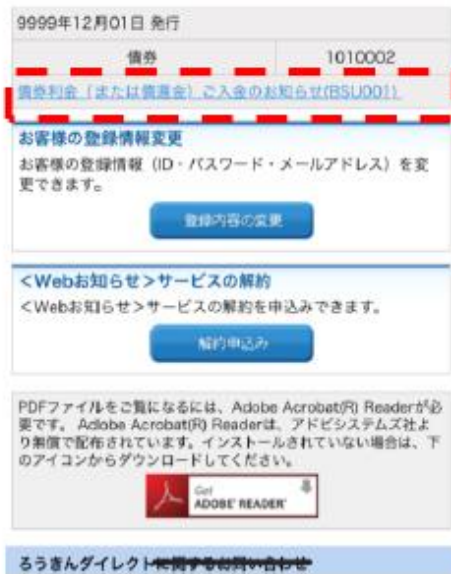 9999年12月01日 発行
債券 1010002
債券利金（または償還金）ご入金のお知らせ(BSU001)
お客様の登録情報変更
お客様の登録情報（ID・パスワード・メールアドレス）を変
更できます。
登録内容の変更
＜Webお知らせ＞サービスの解約
＜Webお知らせ＞サービスの解約を申込みできます。
解約申込み
PDFファイルをご覧になるには、Adobe Acrobat(R) Readerが必
要です。 Adobe Acrobat(R) Readerは、アドビシステムズ社よ
り無償で配布されています。インストールされていない場合は、下
のアイコンからダウンロードしてください。
Get
ADOBE® READER®
ろうきんダイレクトに関するお問い合わせ